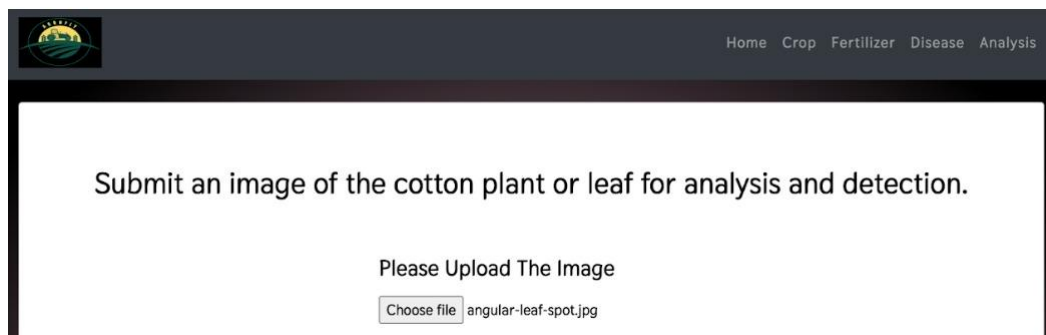 Home Crop Fertilizer Disease Analysis
Submit an image of the cotton plant or leaf for analysis and detection.
Please Upload The Image
Choose file angular-leaf-spot.jpg